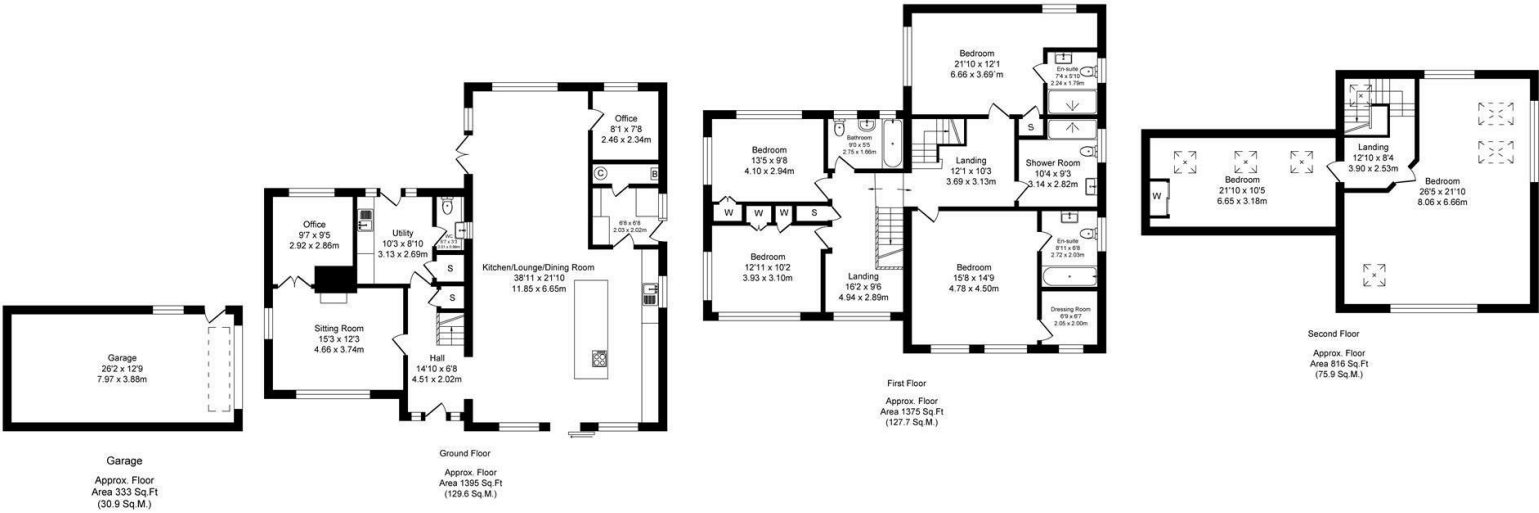 Garage
26'2 x 12'9
7.97 x 3.88m
Garage
Approx. Floor
Area 333 Sq.Ft
(30.9 Sq.M.)
Office
9'7 x 9'5
2.92 x 2.86m
Utility
10'3 x 8'10
3.13 x 2.69m
WC
S
S
Sitting Room
15'3 x 12'3
4.66 x 3.74m
Hall
14'10 x 6'8
4.51 x 2.02m
Kitchen/Lounge/Dining Room
38'11 x 21'10
11.85 x 6.65m
Office
8'1 x 7'8
2.46 x 2.34m
C
B
6'8 x 6'8
2.03 x 2.02m
Ground Floor
Approx. Floor
Area 1395 Sq.Ft
(129.6 Sq.M.)
Bedroom
21'10 x 12'1
6.66 x 3.69`m
En-suite
7'4 x 5'10
2.24 x 1.79m
S
Bedroom
13'5 x 9'8
4.10 x 2.94m
Bathroom
9'0 x 5'5
2.75 x 1.66m
Landing
12'1 x 10'3
3.69 x 3.13m
Shower Room
10'4 x 9'3
3.14 x 2.82m
W
W
W
S
Bedroom
12'11 x 10'2
3.93 x 3.10m
Landing
16'2 x 9'6
4.94 x 2.89m
Bedroom
15'8 x 14'9
4.78 x 4.50m
En-suite
8'11 x 6'8
2.72 x 2.03m
Dressing Room
6'9 x 6'7
2.05 x 2.00m
First Floor
Approx. Floor
Area 1375 Sq.Ft
(127.7 Sq.M.)
Landing
12'10 x 8'4
3.90 x 2.53m
Bedroom
21'10 x 10'5
6.65 x 3.18m
W
Bedroom
26'5 x 21'10
8.06 x 6.66m
Second Floor
Approx. Floor
Area 816 Sq.Ft
(75.9 Sq.M.)